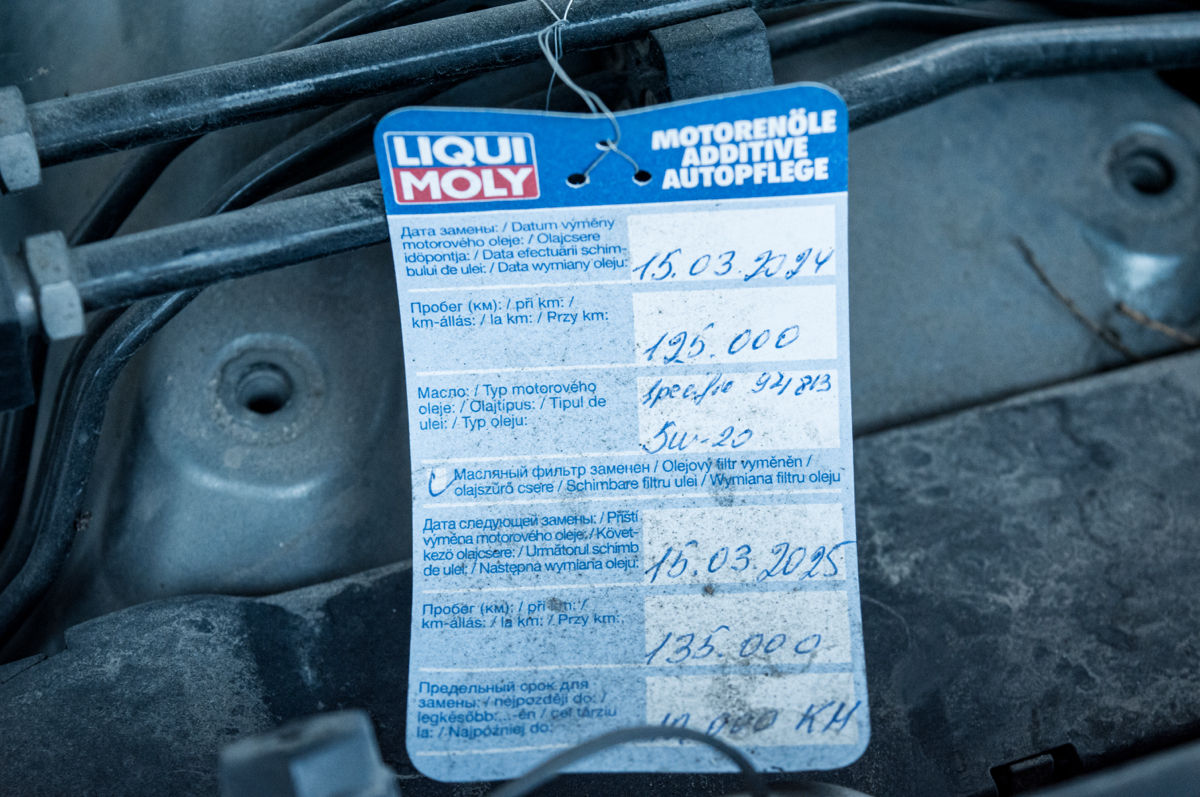 LIQUI
MOLY
MOTORENÖLE
ADDITIVE
AUTOPFLEGE
Дата замены: / Datum výměny
motorového oleje: / Olajcsere
időpontja: / Data efectuării schim-
bului de ulei: / Data wymiany oleju:
15.03.2024
Пробег (км): / při km: /
km-állás: / la km: / Przy km:
125.000
Масло: / Typ motorového
oleje: / Olajtípus: / Tipul de
ulei: / Typ oleju:
5w-20
Масляный фильтр заменен / Olejový filtr vyměněn /
olajszűrő csere / Schimbare filtru ulei / Wymiana filtru oleju
Дата следующей замены: / Příští
výměna motorového oleje: / Követ-
kező olajcsere: / Următorul schimb
de ulei: / Następna wymiana oleju:
15.03.2025
Пробег (км): / při km: /
km-állás: / la km: / Przy km:
135.000
Предельный срок для
замены: / nejpozději do: /
legkésőbb:...-én / cel târziu
la: / Najpóźniej do:
10.000 KM